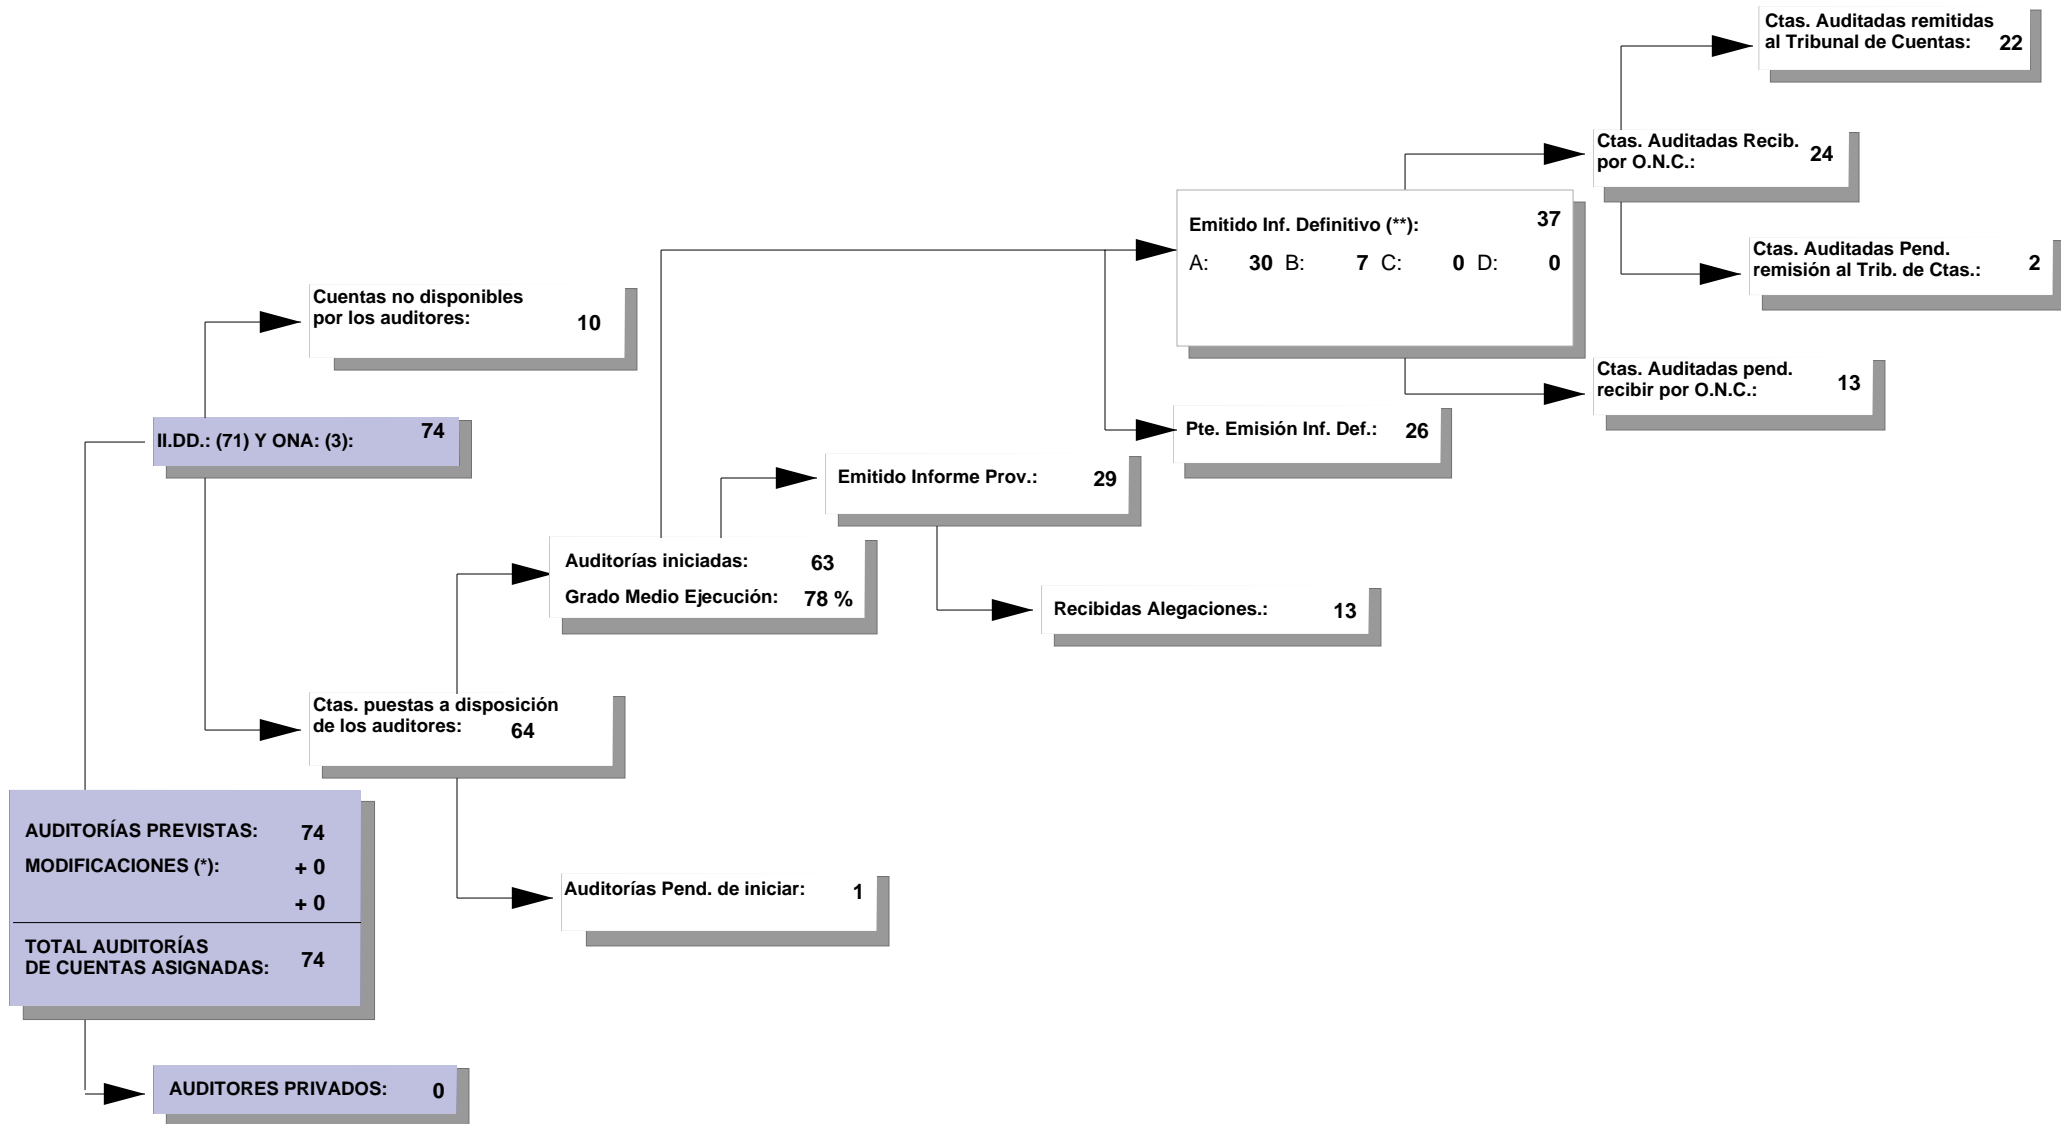 Ctas. Auditadas remitidas
al Tribunal de Cuentas: 22
Ctas. Auditadas Recib.
por O.N.C.: 24
Emitido Inf. Definitivo (**): 37
A: 30 B: 7 C: 0 D: 0
Ctas. Auditadas Pend.
remisión al Trib. de Ctas.: 2
Cuentas no disponibles
por los auditores: 10
Ctas. Auditadas pend.
recibir por O.N.C.: 13
II.DD.: (71) Y ONA: (3): 74
Pte. Emisión Inf. Def.: 26
Emitido Informe Prov.: 29
Auditorías iniciadas: 63
Grado Medio Ejecución: 78 %
Recibidas Alegaciones.: 13
Ctas. puestas a disposición
de los auditores: 64
AUDITORÍAS PREVISTAS: 74
MODIFICACIONES (*): + 0
+ 0
TOTAL AUDITORÍAS
DE CUENTAS ASIGNADAS: 74
Auditorías Pend. de iniciar: 1
AUDITORES PRIVADOS: 0